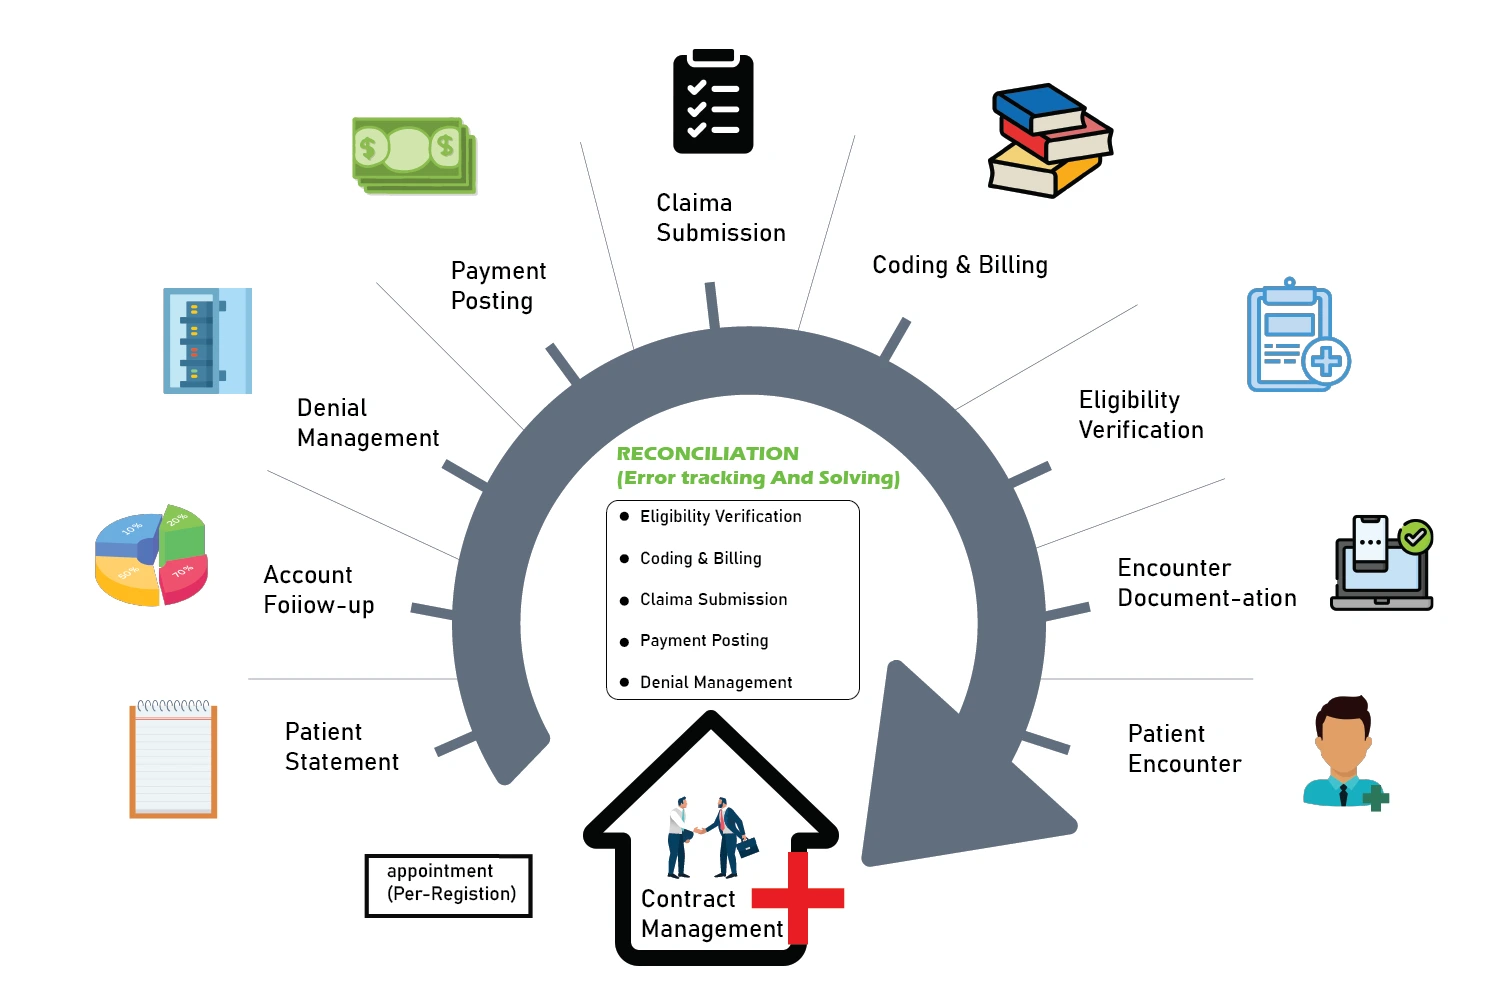 Claima
Submission
Coding & Billing
Payment
Posting
Eligibility
Verification
Denial
Management
RECONCILIATION
(Error tracking And Solving)
Eligibility Verification
Coding & Billing
Claima Submission
Payment Posting
Denial Management
10%
20%
50%
70%
Account
Foiiow-up
Encounter
Document-ation
Patient
Statement
Patient
Encounter
appointment
(Per-Registion)
Contract
Management